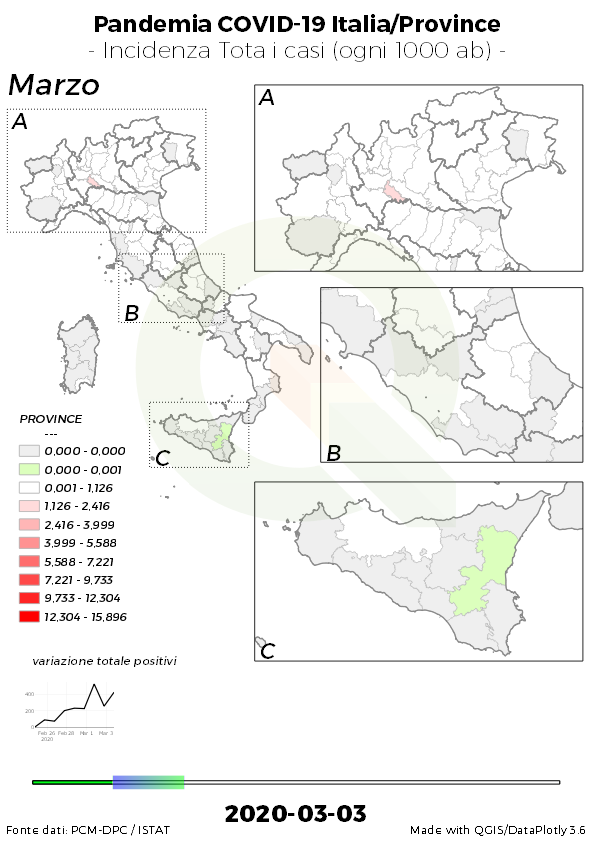 Pandemia COVID-19 Italia/Province
- Incidenza Tota i casi (ogni 1000 ab) -
Marzo
A
B
C
A
B
C
PROVINCE
---
0,000 - 0,000
0,000 - 0,001
0,001 - 1,126
1,126 - 2,416
2,416 - 3,999
3,999 - 5,588
5,588 - 7,221
7,221 - 9,733
9,733 - 12,304
12,304 - 15,896
variazione totale positivi
400
200
0
Feb 26 Feb 28 Mar 1 Mar 3
2020
2020-03-03
Fonte dati: PCM-DPC / ISTAT
Made with QGIS/DataPlotly 3.6